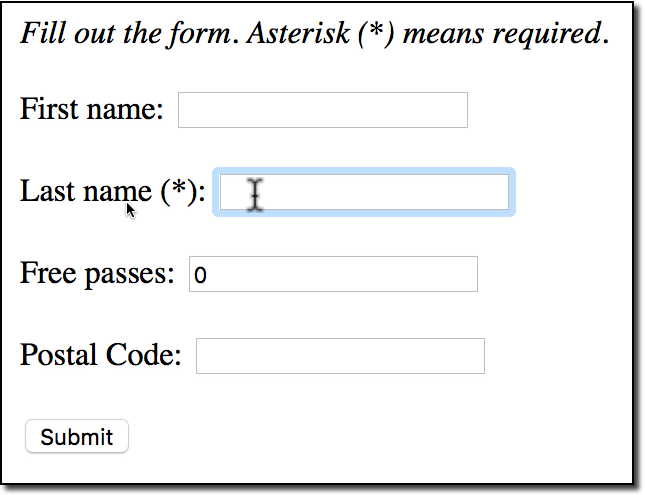 Fill out the form. Asterisk (*) means required.
First name:
Last name (*):
Free passes: 0
Postal Code:
Submit